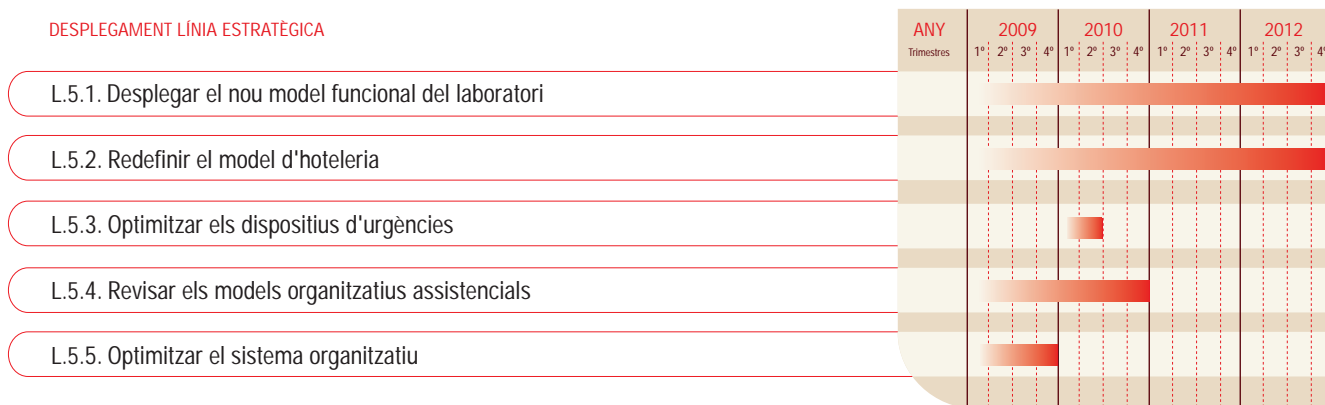 DESPLEGAMENT LÍNIA ESTRATÈGICA
ANY 2009 2010 2011 2012
Trimestres 1º 2º 3º 4º 1º 2º 3º 4º 1º 2º 3º 4º 1º 2º 3º 4º
L.5.1. Desplegar el nou model funcional del laboratori
L.5.2. Redefinir el model d'hoteleria
L.5.3. Optimitzar els dispositius d'urgències
L.5.4. Revisar els models organitzatius assistencials
L.5.5. Optimitzar el sistema organitzatiu